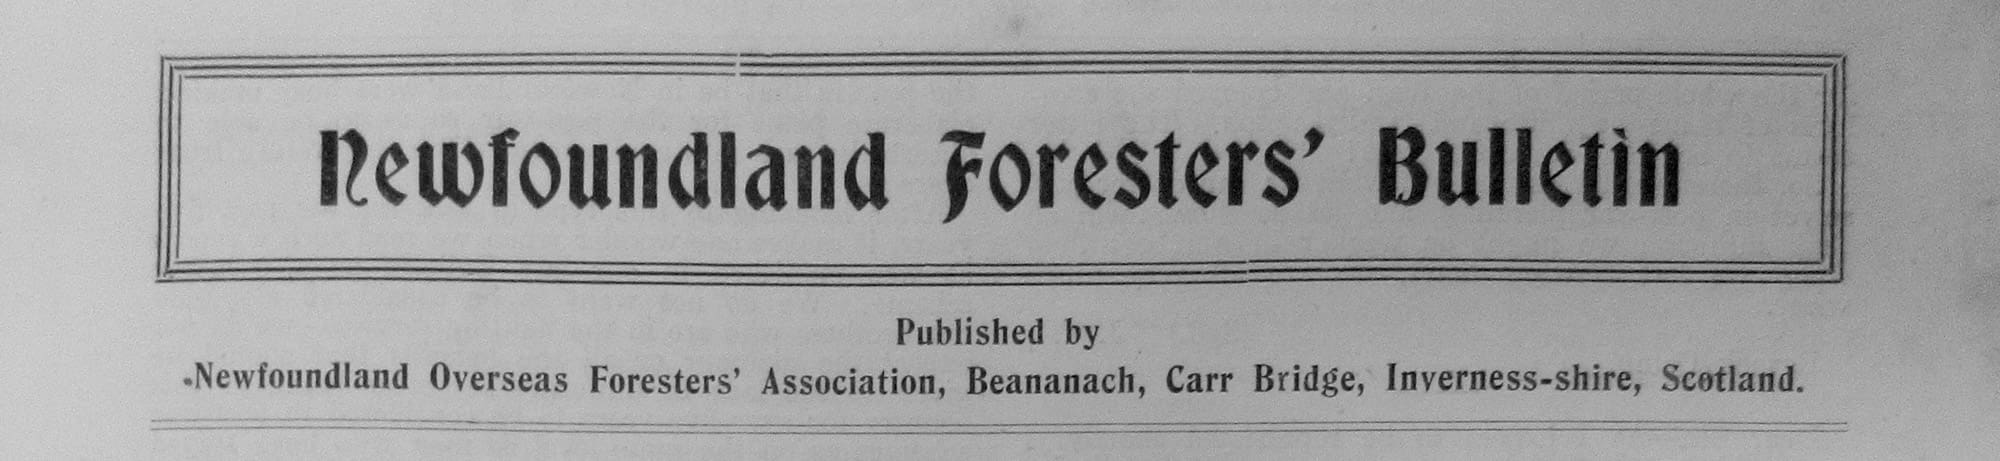 Newfoundland Foresters' Bulletin
Published by
Newfoundland Overseas Foresters' Association, Beananach, Carr Bridge, Inverness-shire, Scotland.